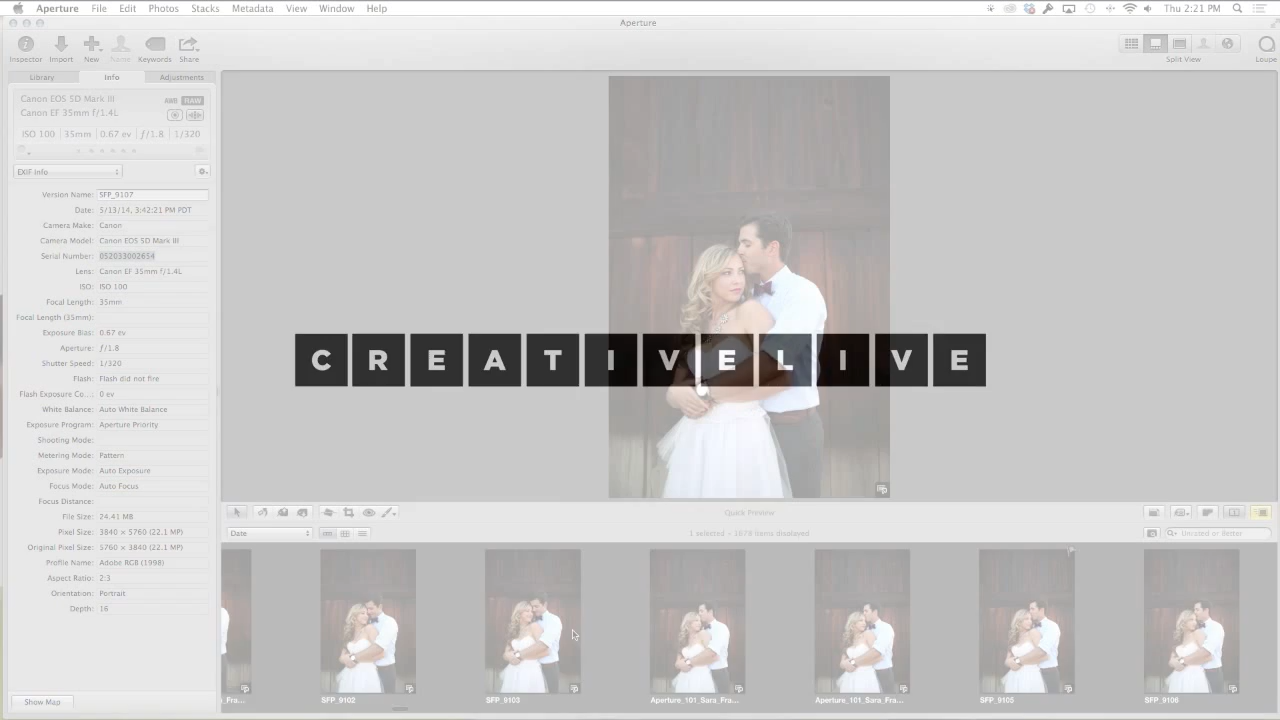 Aperture File Edit Photos Stacks Metadata View Window Help Thu 2:21 PM
Aperture
Inspector Import New Name Keywords Share Split View Loupe
Library Info Adjustments
Canon EOS 5D Mark III AWB RAW
Canon EF 35mm f/1.4L
ISO 100 35mm 0.67 ev ƒ/1.8 1/320
EXIF Info
Version Name: SFP_9107
Date: 5/13/14, 3:42:21 PM PDT
Camera Make: Canon
Camera Model: Canon EOS 5D Mark III
Serial Number: 052033002654
Lens: Canon EF 35mm f/1.4L
ISO: ISO 100
Focal Length: 35mm
Focal Length (35mm):
Exposure Bias: 0.67 ev
Aperture: ƒ/1.8
Shutter Speed: 1/320
Flash: Flash did not fire
Flash Exposure Co...: 0 ev
White Balance: Auto White Balance
Exposure Program: Aperture Priority
Shooting Mode:
Metering Mode: Pattern
Exposure Mode: Auto Exposure
Focus Mode: Auto Focus
Focus Distance:
File Size: 24.41 MB
Pixel Size: 3840 × 5760 (22.1 MP)
Original Pixel Size: 5760 × 3840 (22.1 MP)
Profile Name: Adobe RGB (1998)
Aspect Ratio: 2:3
Orientation: Portrait
Depth: 16
Show Map
CREATIVELIVE
Quick Preview
Date 1 selected – 1678 items displayed Unrated or Better
_Fra... SFP_9102 SFP_9103 Aperture_101_Sara_Fra... Aperture_101_Sara_Fra... SFP_9105 SFP_9106